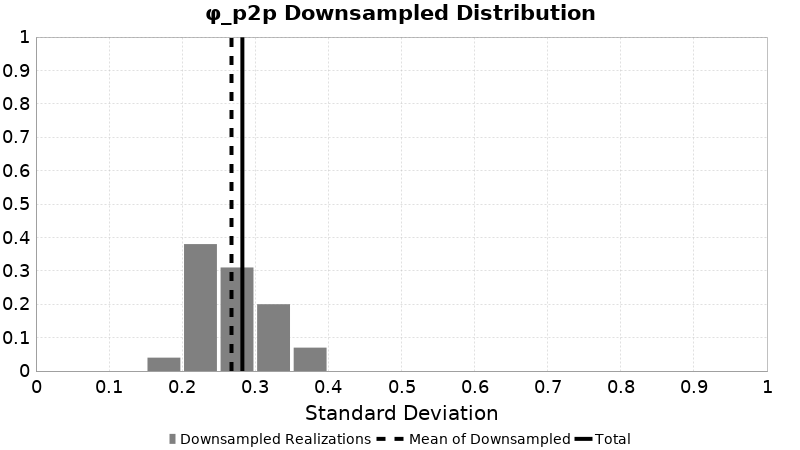 φ_p2p Downsampled Distribution
1
0.9
0.8
0.7
0.6
0.5
0.4
0.3
0.2
0.1
0
0 0.1 0.2 0.3 0.4 0.5 0.6 0.7 0.8 0.9 1
Standard Deviation
Downsampled Realizations Mean of Downsampled Total